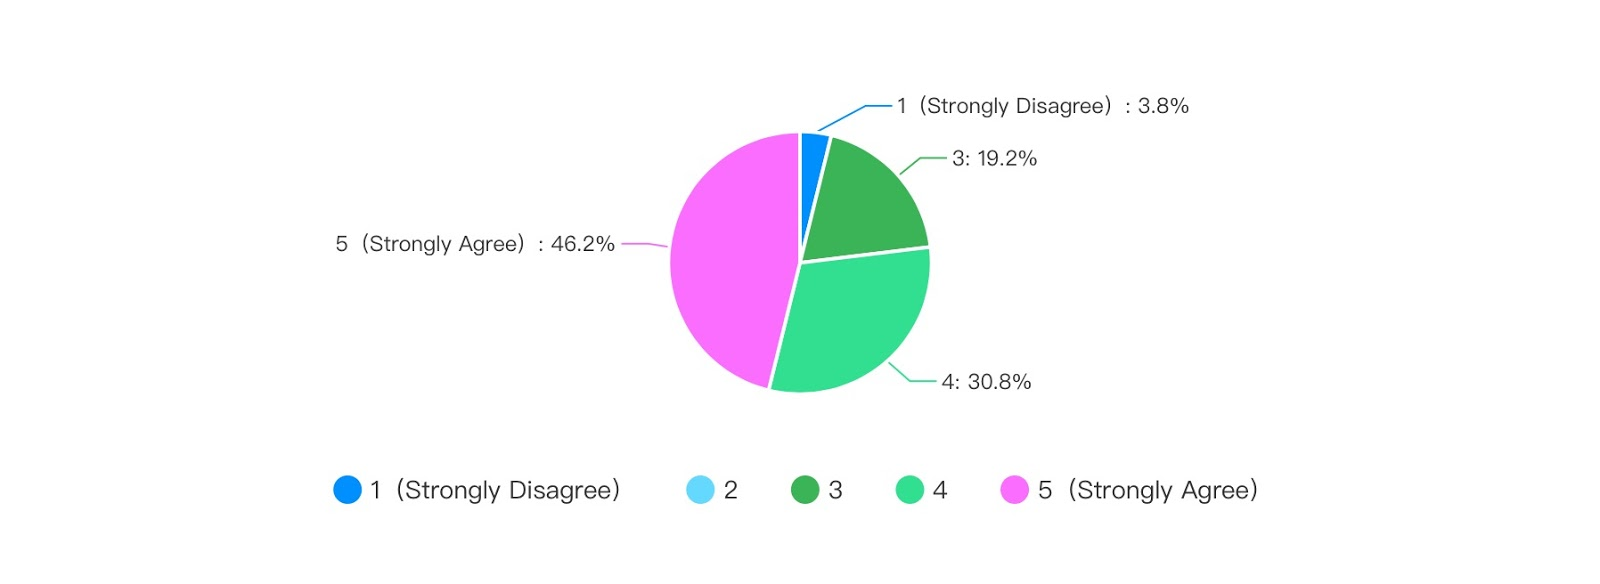 1（Strongly Disagree）: 3.8%
3: 19.2%
5（Strongly Agree）: 46.2%
4: 30.8%
1（Strongly Disagree） 2 3 4 5（Strongly Agree）